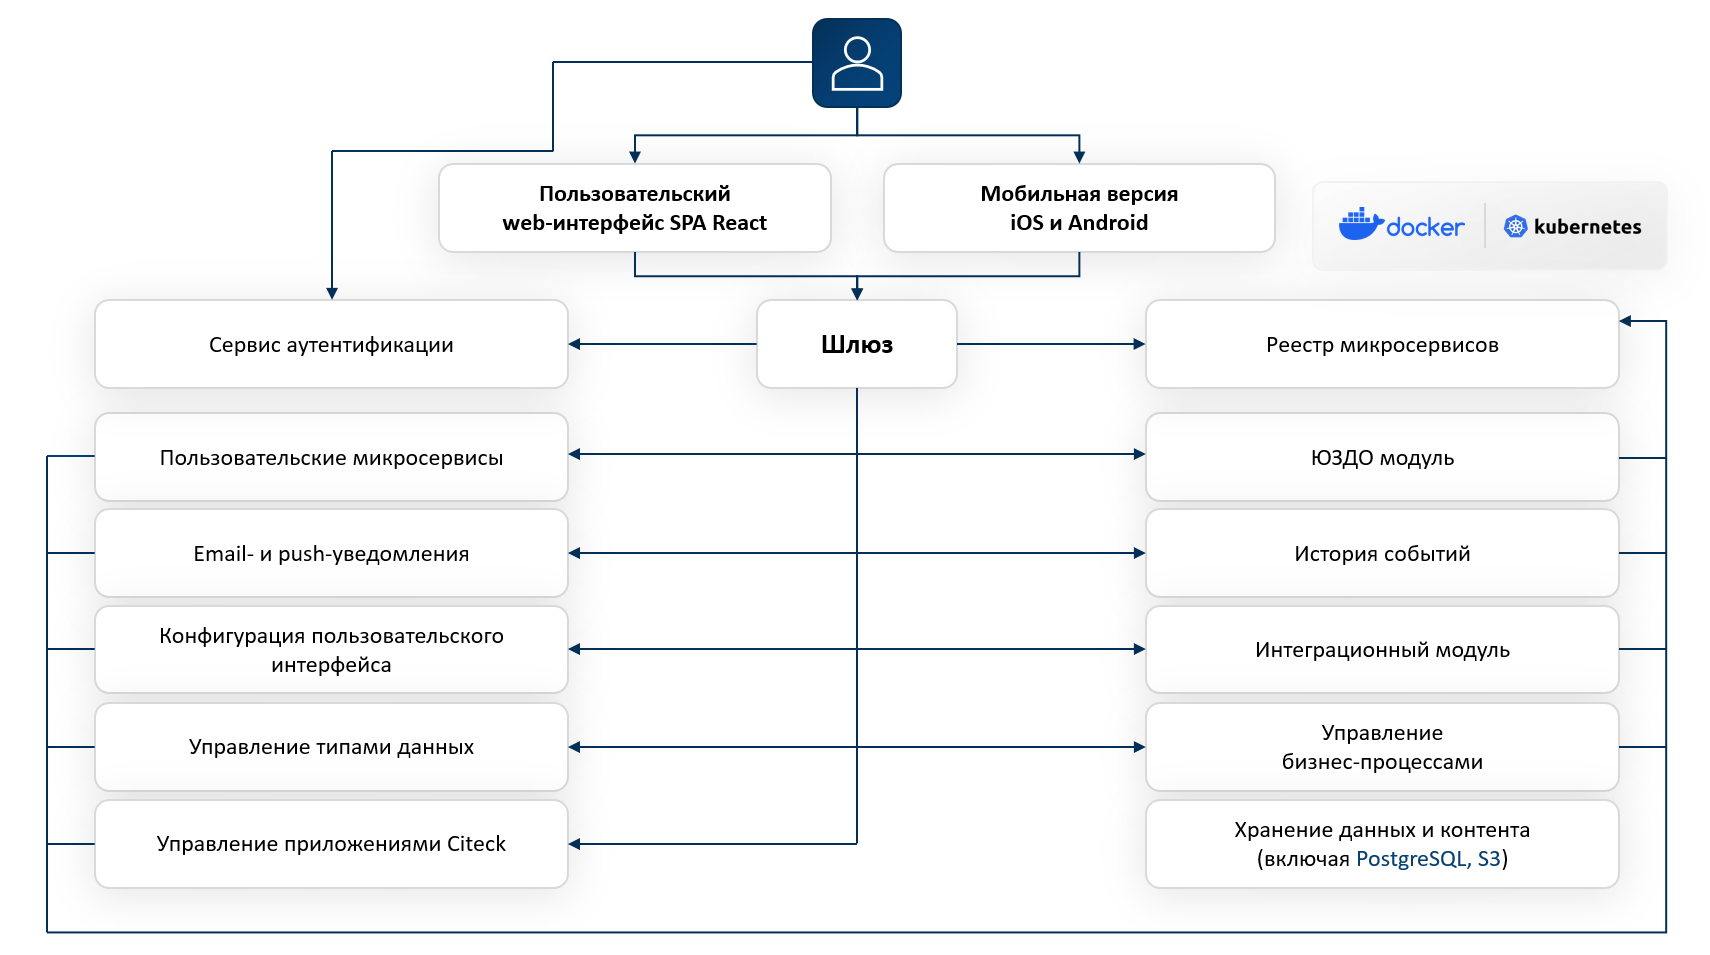 Пользовательский
web-интерфейс SPA React
Мобильная версия
iOS и Android
docker
kubernetes
Сервис аутентификации
Шлюз
Реестр микросервисов
Пользовательские микросервисы
ЮЗДО модуль
Email- и push-уведомления
История событий
Конфигурация пользовательского
интерфейса
Интеграционный модуль
Управление типами данных
Управление
бизнес-процессами
Управление приложениями Citeck
Хранение данных и контента
(включая PostgreSQL, S3)